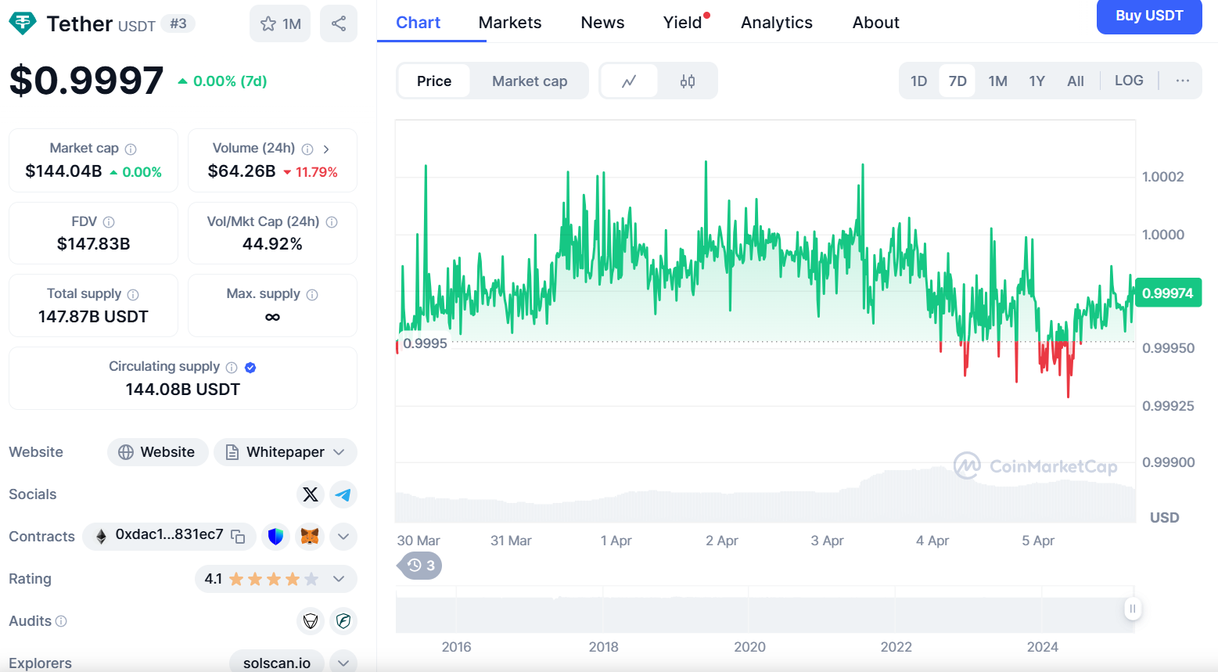 Tether USDT #3
1M
$0.9997 0.00% (7d)
Market cap
$144.04B 0.00%
Volume (24h)
$64.26B 11.79%
FDV
$147.83B
Vol/Mkt Cap (24h)
44.92%
Total supply
147.87B USDT
Max. supply
∞
Circulating supply
144.08B USDT
Website Website Whitepaper
Socials
Contracts 0xdac1...831ec7
Rating 4.1
Audits
Explorers solscan.io
Chart Markets News Yield Analytics About
Buy USDT
Price Market cap
1D 7D 1M 1Y All LOG ...
1.0002
1.0000
0.99974
0.9995
0.99950
0.99925
0.99900
CoinMarketCap
USD
30 Mar 31 Mar 1 Apr 2 Apr 3 Apr 4 Apr 5 Apr
3
2016 2018 2020 2022 2024